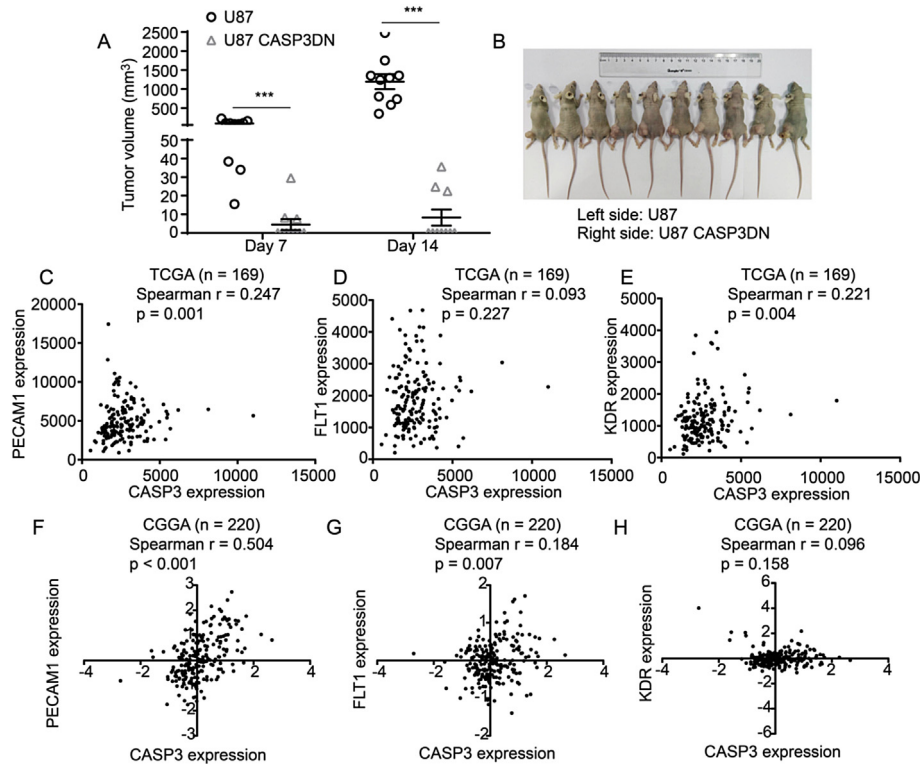 U87
U87 CASP3DN
A
Tumor volume (mm³)
2500
2000
1500
1000
500
50
40
30
20
10
0
***
***
Day 7
Day 14
B
Left side: U87
Right side: U87 CASP3DN
C
TCGA (n = 169)
Spearman r = 0.247
p = 0.001
PECAM1 expression
20000
15000
10000
5000
0
0
5000
10000
15000
CASP3 expression
D
TCGA (n = 169)
Spearman r = 0.093
p = 0.227
FLT1 expression
5000
4000
3000
2000
1000
0
0
5000
10000
15000
CASP3 expression
E
TCGA (n = 169)
Spearman r = 0.221
p = 0.004
KDR expression
5000
4000
3000
2000
1000
0
0
5000
10000
15000
CASP3 expression
F
CGGA (n = 220)
Spearman r = 0.504
p < 0.001
PECAM1 expression
3
2
1
-1
-2
-3
-4
-2
2
4
CASP3 expression
G
CGGA (n = 220)
Spearman r = 0.184
p = 0.007
FLT1 expression
2
1
-1
-2
-4
-2
2
4
CASP3 expression
H
CGGA (n = 220)
Spearman r = 0.096
p = 0.158
KDR expression
6
4
2
-2
-4
-6
-4
-2
2
4
CASP3 expression